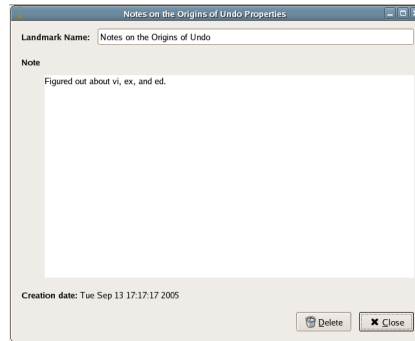 Notes on the Origins of Undo Properties
Landmark Name: Notes on the Origins of Undo
Note
Figured out about vi, ex, and ed.
Creation date: Tue Sep 13 17:17:17 2005
Delete Close